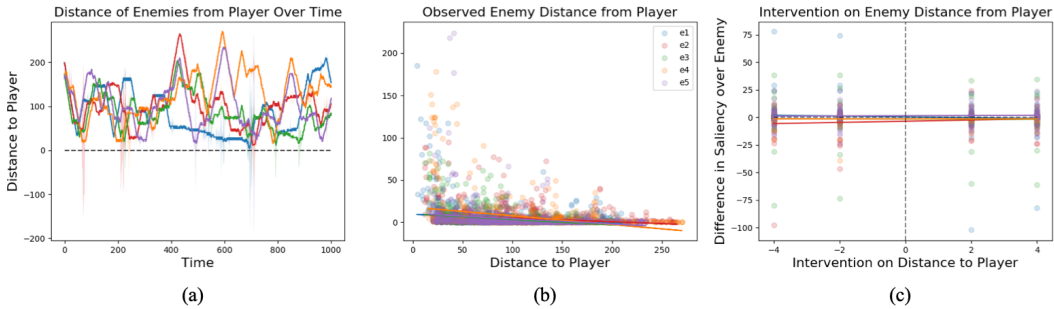 Distance of Enemies from Player Over Time
Distance to Player
200
100
0
−100
−200
0
200
400
600
800
1000
Time
(a)
Observed Enemy Distance from Player
200
150
100
50
0
0
50
100
150
200
250
Distance to Player
e1
e2
e3
e4
e5
(b)
Intervention on Enemy Distance from Player
Difference in Saliency over Enemy
75
50
25
0
−25
−50
−75
−100
−4
−2
0
2
4
Intervention on Distance to Player
(c)